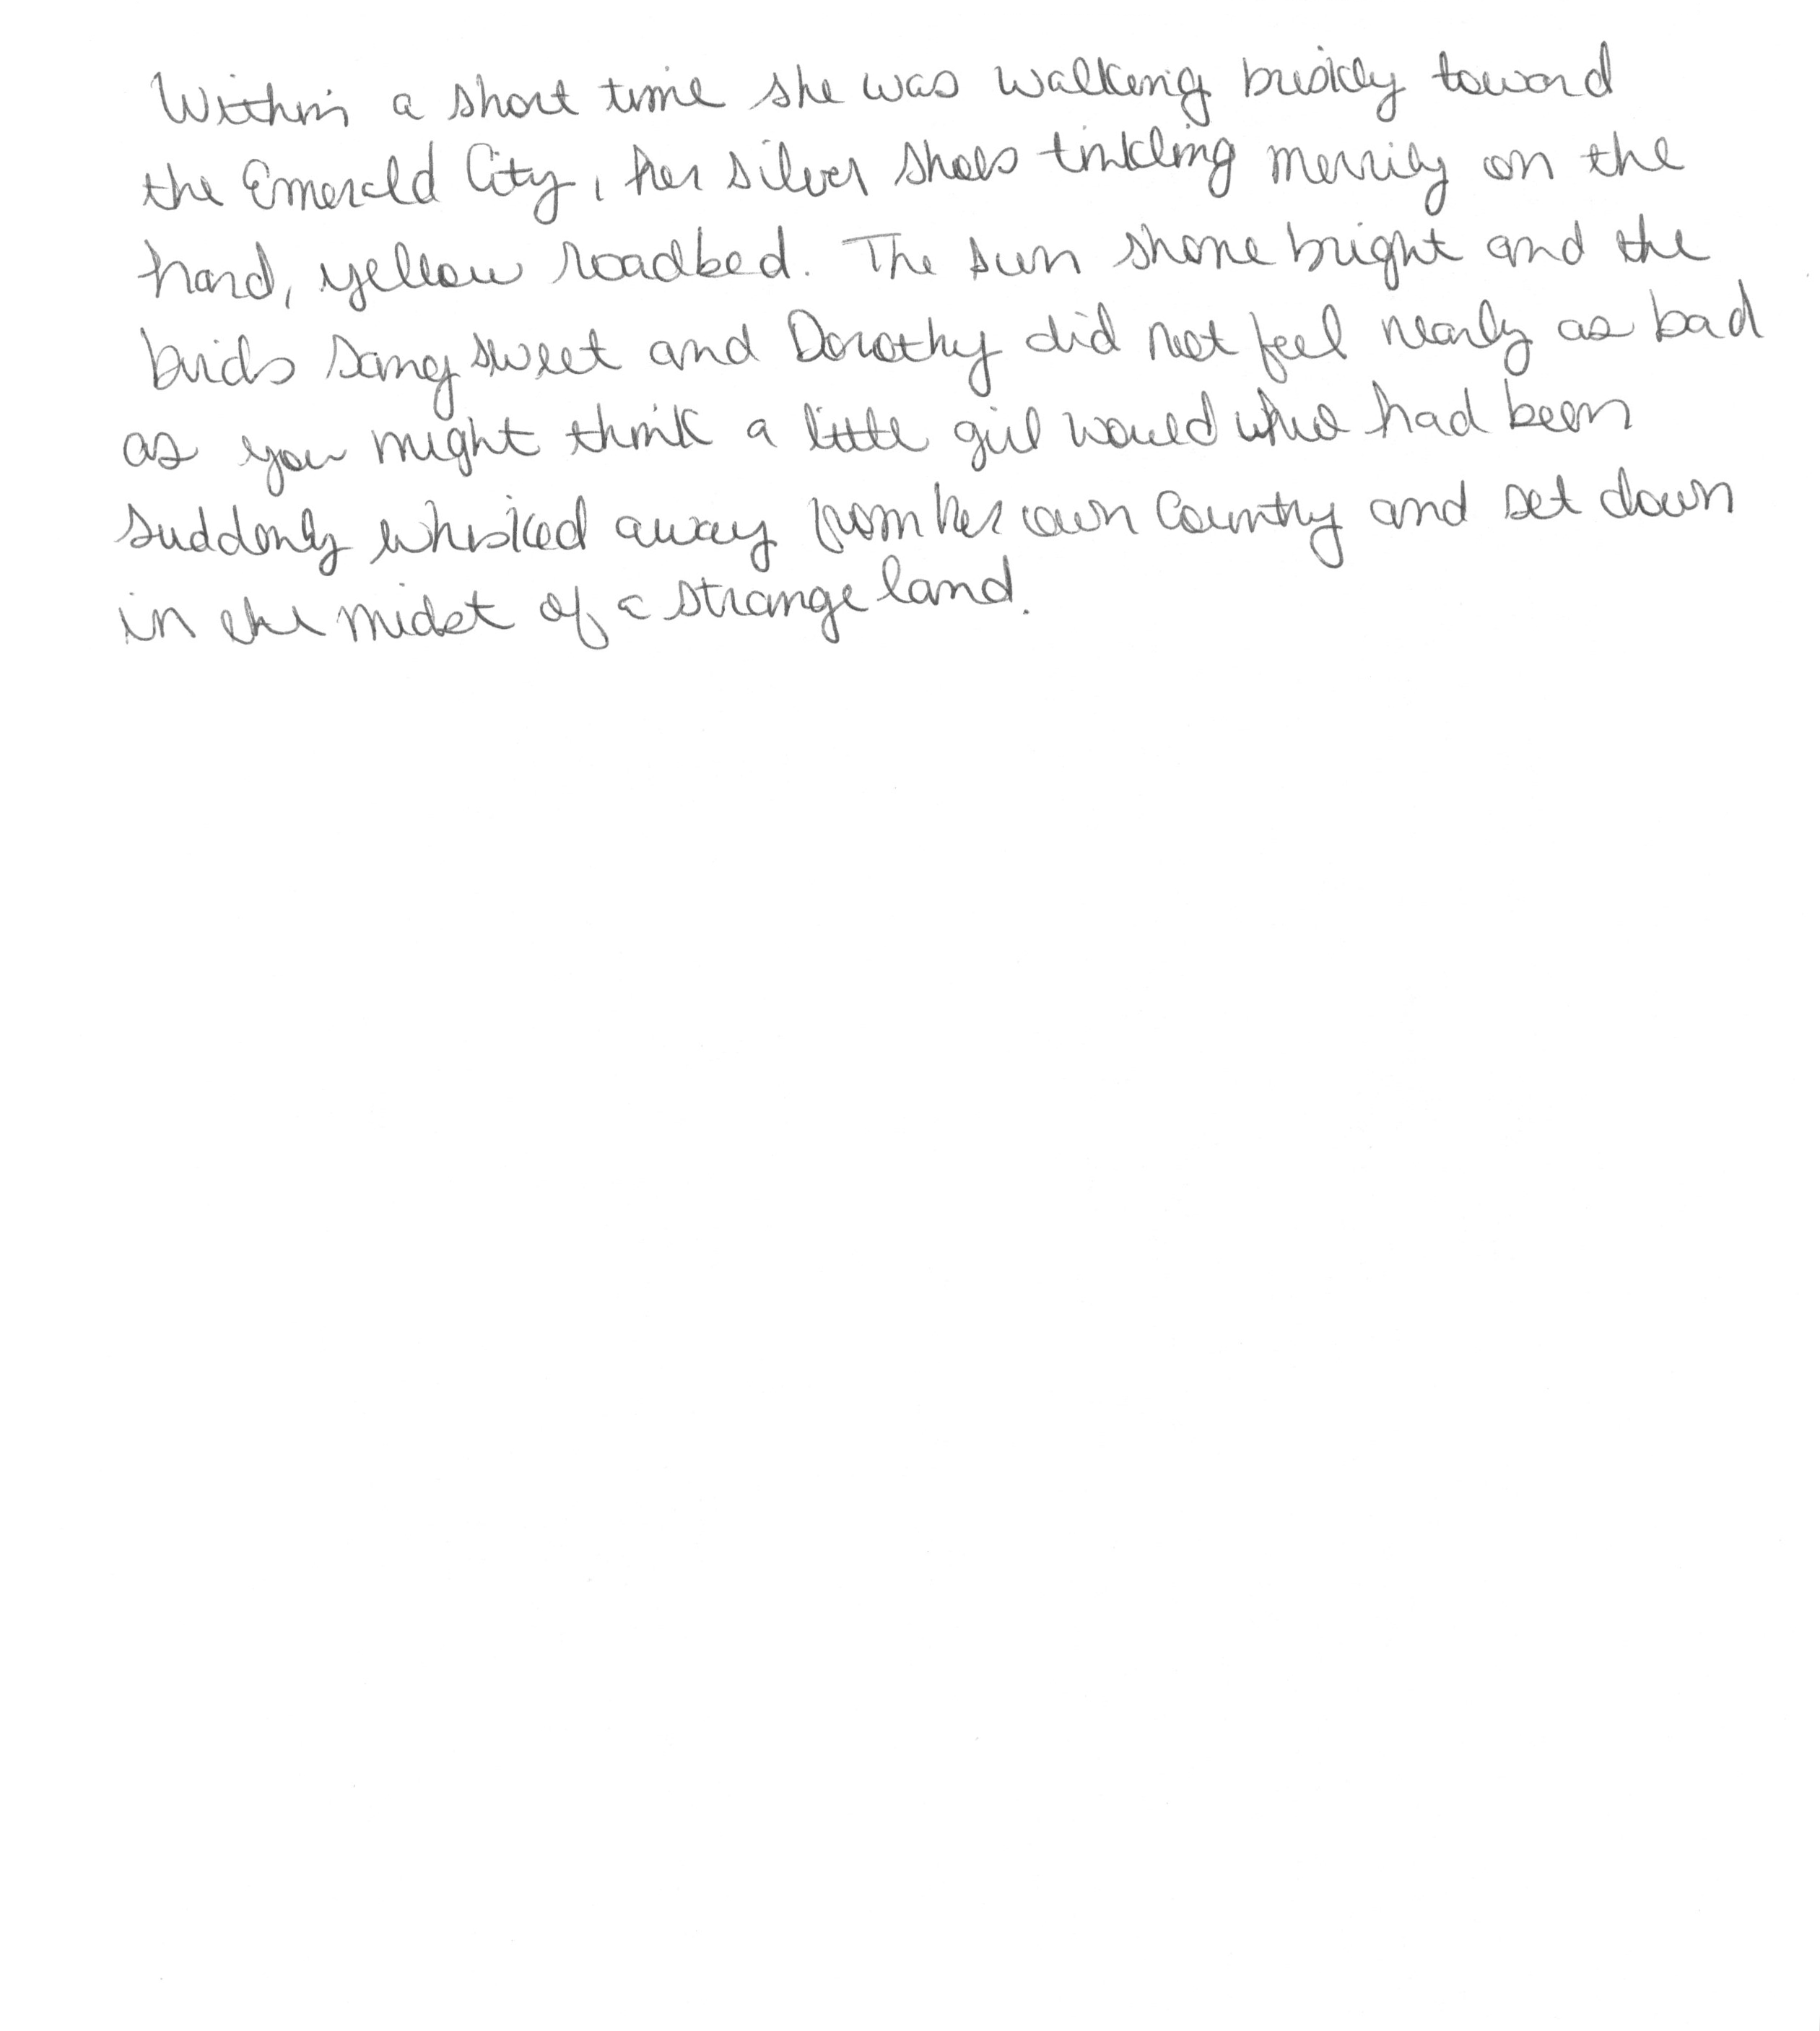 Within a short time she was walking briskly toward
the Emerald City, her silver shoes tinkling merrily on the
hard, yellow roadbed. The sun shone bright and the
birds sang sweet and Dorothy did not feel nearly as bad
as you might think a little girl would who had been
suddenly whisked away from her own country and set down
in the midst of a strange land.